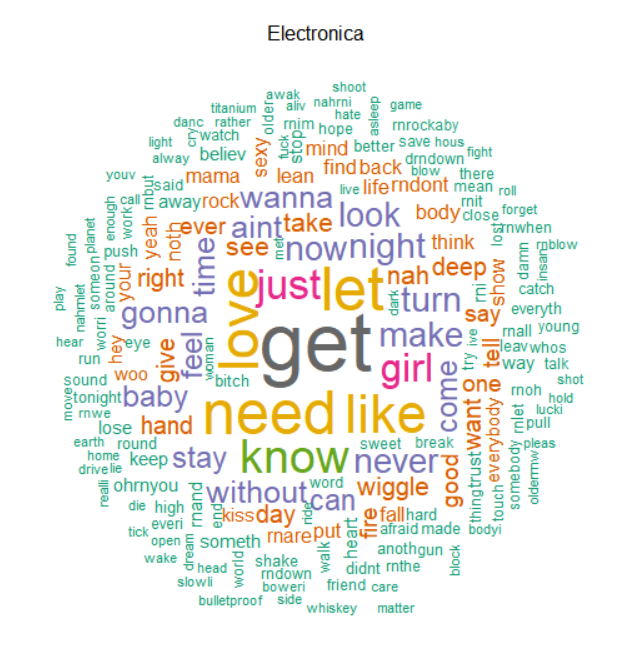 Electronica
shoot
awak
titanium aliv nahrni game
hate
danc rather rnim asleep rnrockaby
older
light cry watch fuck stop hope save hous
alway believ sexy mind better fight
youv mama lean find back drndown blow there
said live life rndont mean roll
call rnbut away rock wanna look body rnit close forget
enough work ever aint take think lost rnwhen
found planet yeah noth time see met now night damn insan rnblow
push your right just let nah deep show catch
play someon around love dark turn rni everyth
nahmlet worri gonna get say rnall young
hear hey eye feel make tell leav whos
run woo give woman girl try ive way talk
sound bitch come one shot
move tonight baby need like want rnoh hold
rnwe lose hand everybody rnlet lucki
earth round know sweet break pull
home keep stay never good trust somebody pleas
drive lie thing
realli ohrnyou without word wiggle touch olderrnw
die high rnand end can
everi kiss day ride put fire fall hard bodyi
tick someth rnare heart afraid made
open dream shake walk anoth gun
wake head world rndown didnt rnthe block
slowli boweri friend care
bulletproof side whiskey matter